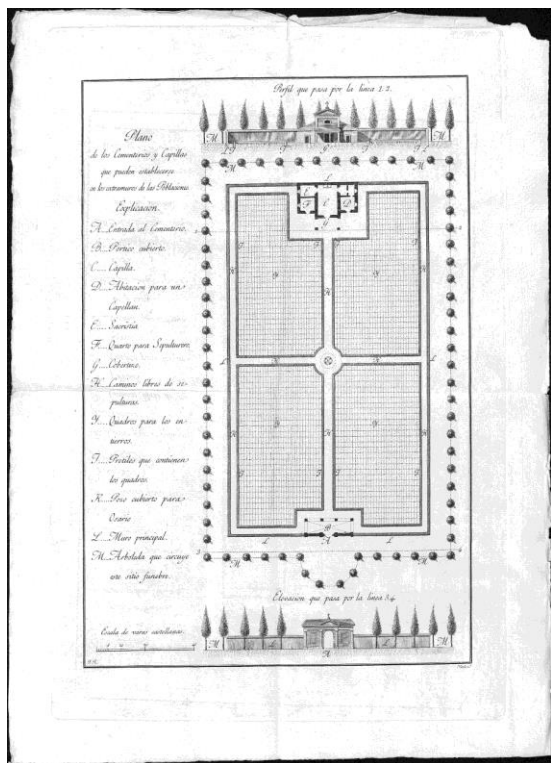 Perfil que pasa por la linea 1.2.
Plano
de los Cementerios y Capillas
que pueden establecerse
en los extramuros de las Poblaciones
Explicacion.
A....Entrada al Cementerio.
B....Portico cubierto.
C....Capilla.
D....Abitacion para un
Capellan.
E....Sacristia
F....Quarto para Sepulturero.
G....Cobertizo.
H....Caminos libres de se-
pulturas.
Y....Quadros para los en-
tierros.
J....Pretiles que contienen
los quadros.
K....Pozo cubierto para
Osario
L....Muro principal.
M....Arbolada que circuye
este sitio funebre.
Elevacion que pasa por la linea 3.4.
Escala de varas castellanas.